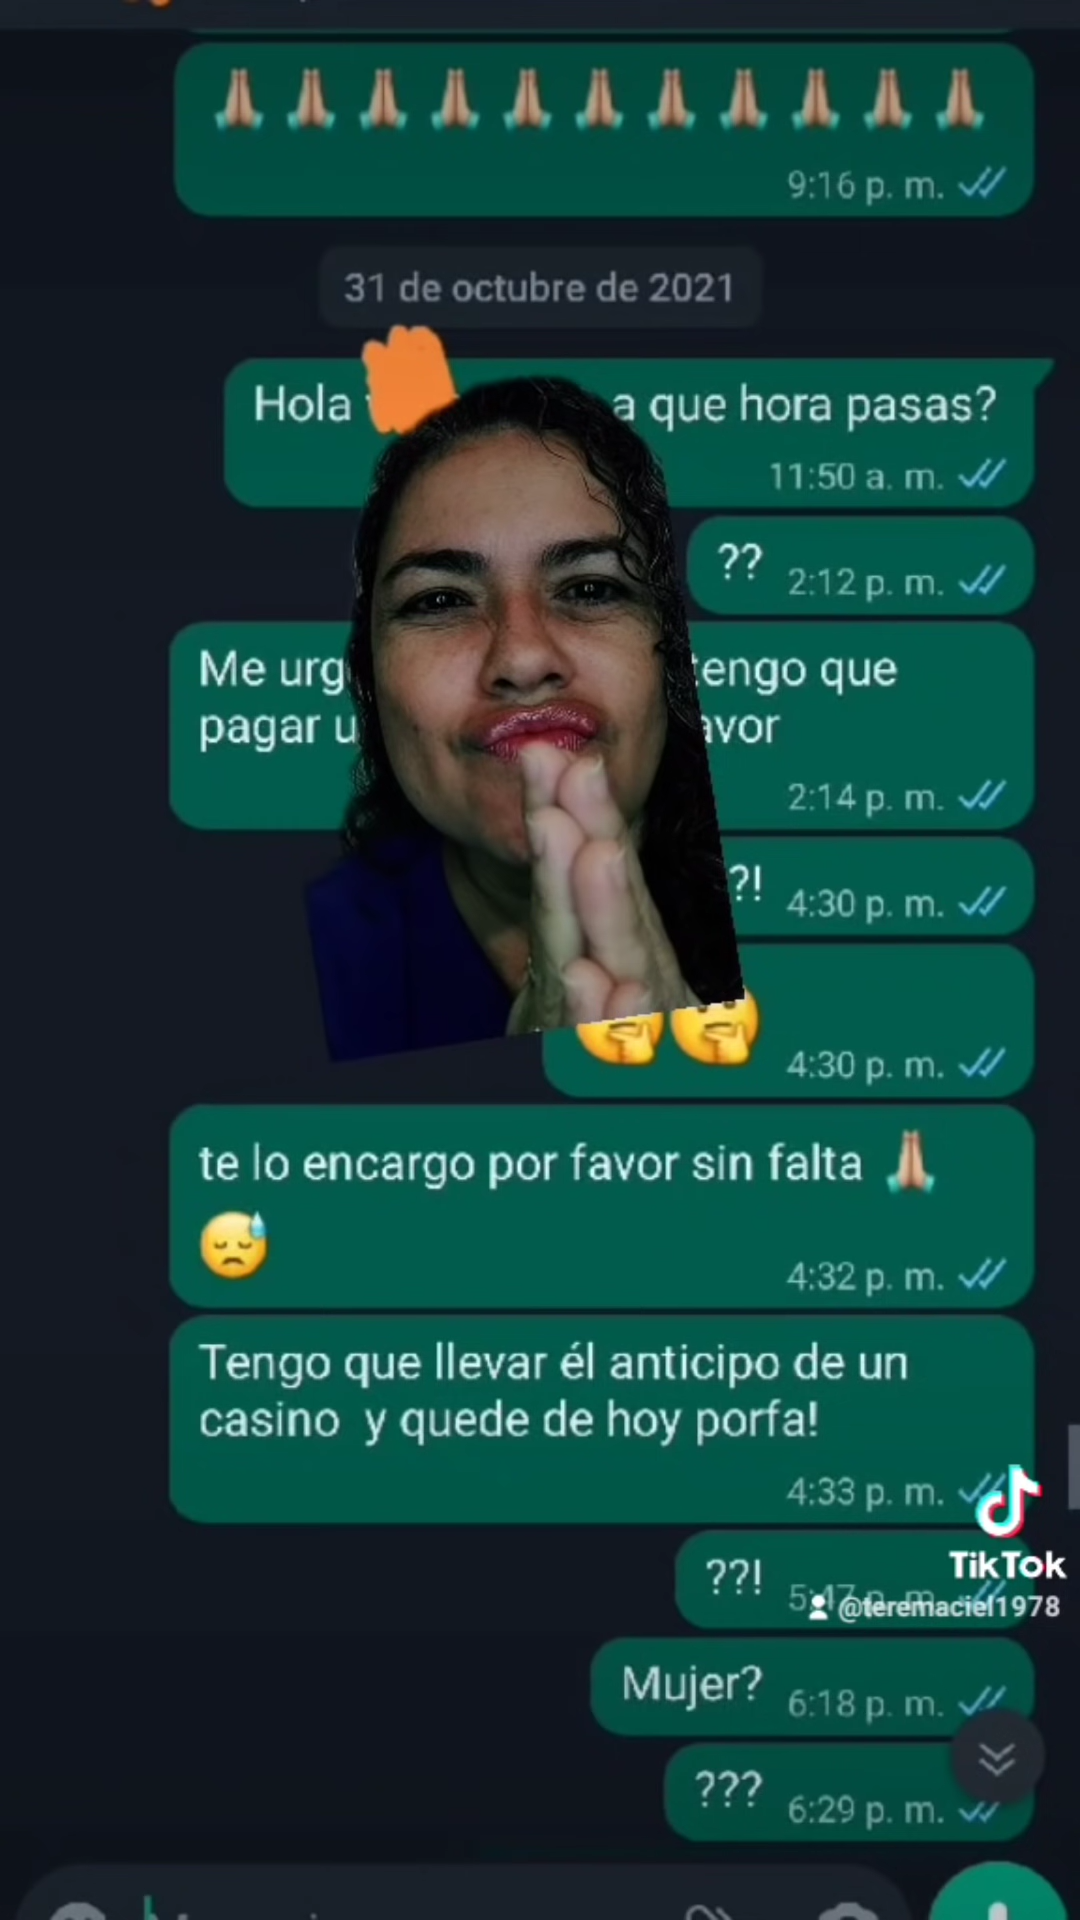 9:16 p. m.
31 de octubre de 2021
Hola a que hora pasas?
11:50 a. m.
??
2:12 p. m.
Me tengo que
pagar
2:14 p. m.
?!
4:30 p. m.
4:30 p. m.
te lo encargo por favor sin falta
4:32 p. m.
Tengo que llevar él anticipo de un
casino y quede de hoy porfa!
4:33 p. m.
??!
5:47 p. m.
TikTok
@teremaciel1978
Mujer?
6:18 p. m.
???
6:29 p. m.